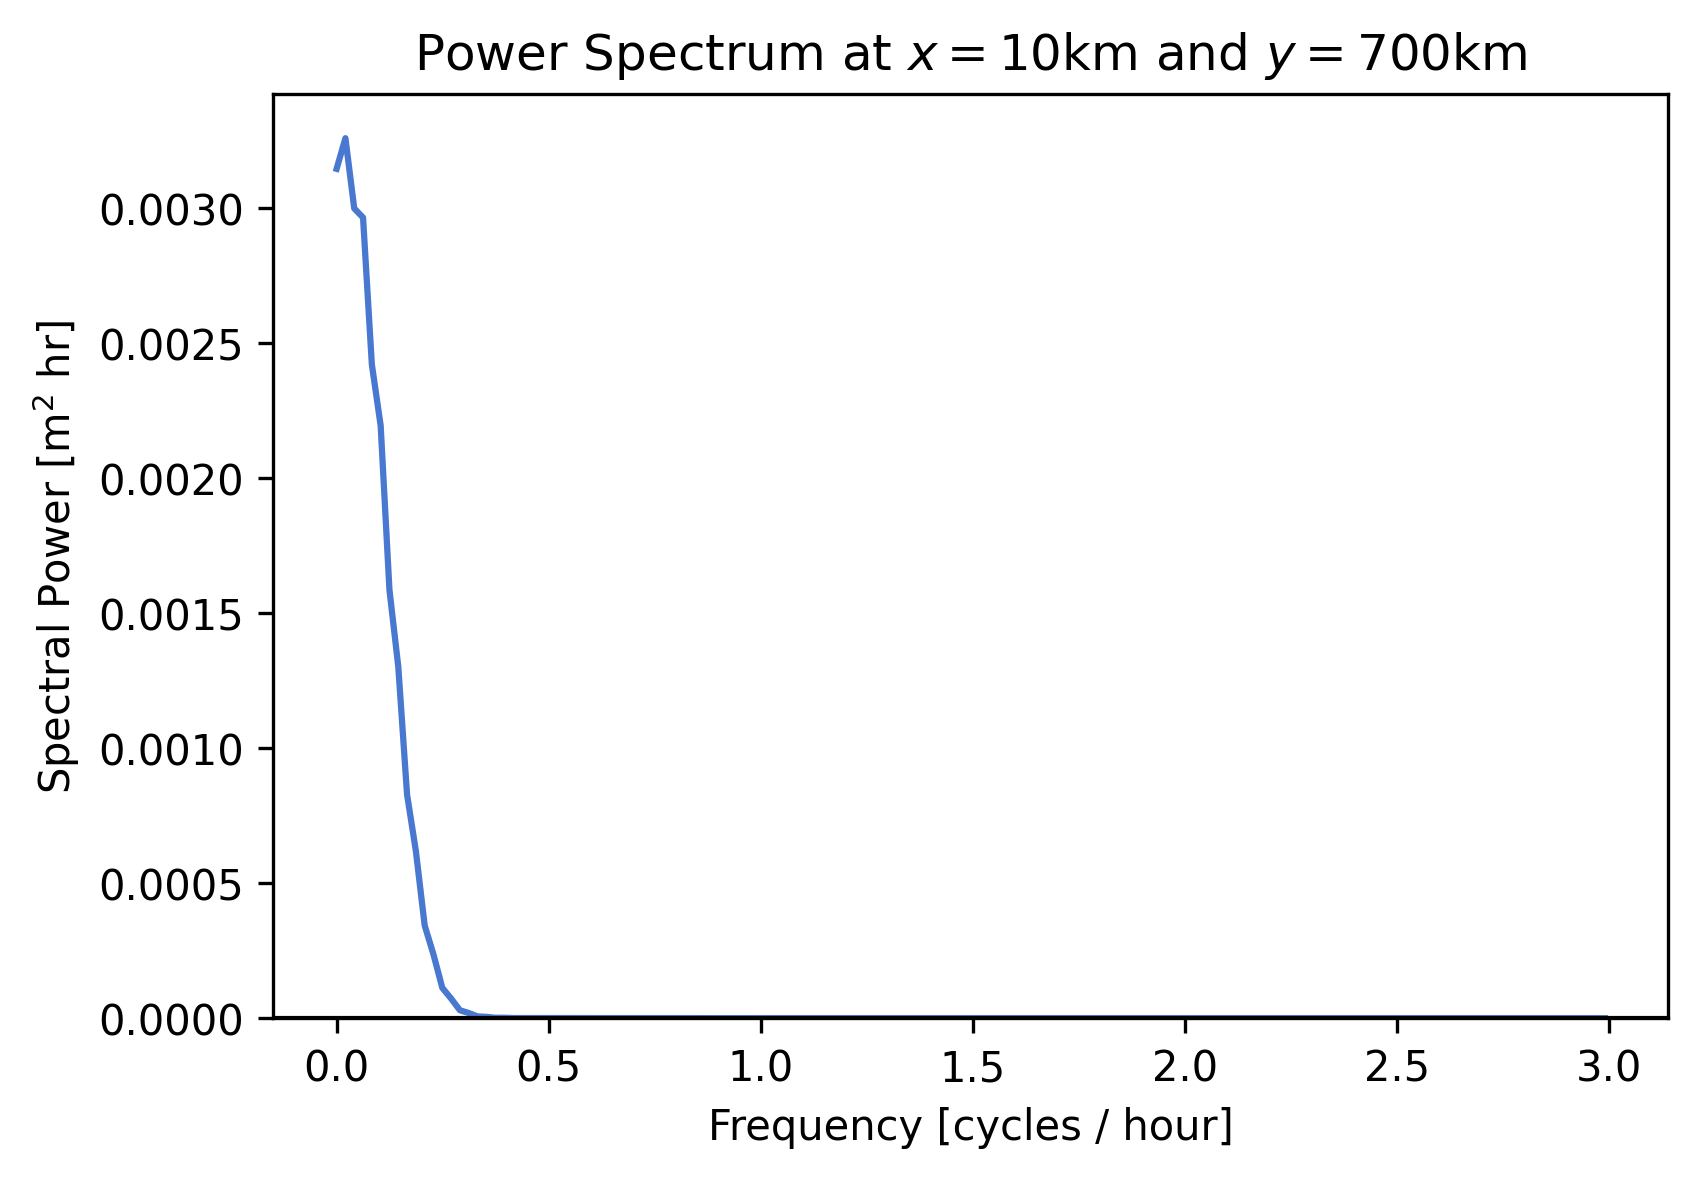 Power Spectrum at x = 10km and y = 700km
Spectral Power [m² hr]
0.0030
0.0025
0.0020
0.0015
0.0010
0.0005
0.0000
0.0 0.5 1.0 1.5 2.0 2.5 3.0
Frequency [cycles / hour]